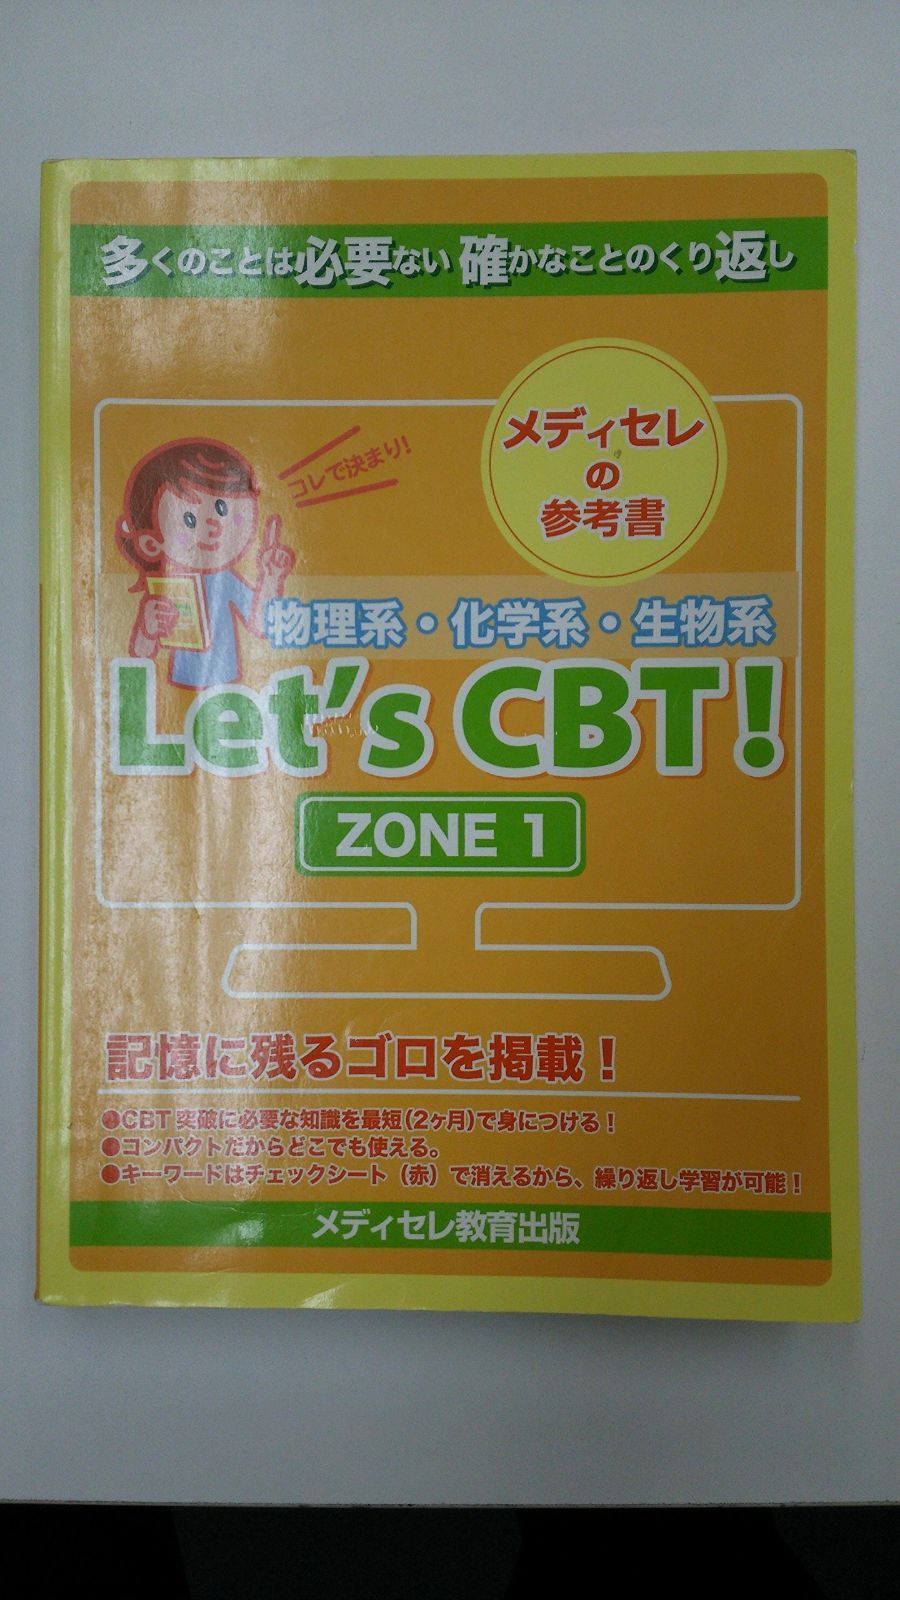 多くのことは必要ない 確かなことのくり返し
メディセレ
の
参考書
コレで決まり!
物理系・化学系・生物系
Let's CBT!
ZONE 1
記憶に残るゴロを掲載！
●CBT 突破に必要な知識を最短(2ヶ月)で身につける！
●コンパクトだからどこでも使える。
●キーワードはチェックシート（赤）で消えるから、繰り返し学習が可能！
メディセレ教育出版